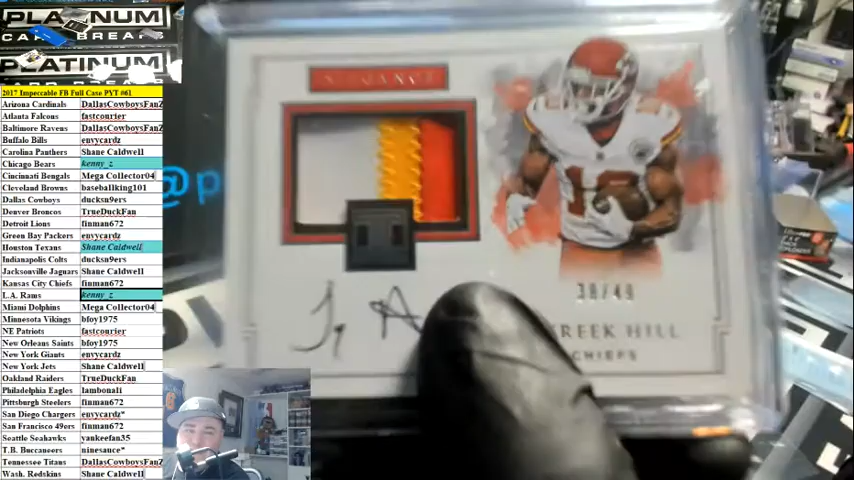 PLATINUM
CARD BREAKS
PLATINUM
2017 Impeccable FB Full Case PYT #61
Arizona Cardinals DallasCowboysFanZ
Atlanta Falcons fastcourier
Baltimore Ravens DallasCowboysFanZ
Buffalo Bills envycardz
Carolina Panthers Shane Caldwell
Chicago Bears kenny_z
Cincinnati Bengals Mega Collector04
Cleveland Browns baseballking101
Dallas Cowboys ducksn9ers
Denver Broncos TrueDuckFan
Detroit Lions finman672
Green Bay Packers envycardz
Houston Texans Shane Caldwell
Indianapolis Colts ducksn9ers
Jacksonville Jaguars Shane Caldwell
Kansas City Chiefs finman672
L.A. Rams kenny_z
Miami Dolphins Mega Collector04
Minnesota Vikings bfoy1975
NE Patriots fastcourier
New Orleans Saints bfoy1975
New York Giants envycardz
New York Jets Shane Caldwell
Oakland Raiders TrueDuckFan
Philadelphia Eagles lambonali
Pittsburgh Steelers finman672
San Diego Chargers envycardz*
San Francisco 49ers finman672
Seattle Seahawks yankeefan35
T.B. Buccaneers ninesauce*
Tennessee Titans DallasCowboysFanZ
Wash. Redskins Shane Caldwell
@p
38/49
REEK HILL
CHIEFS